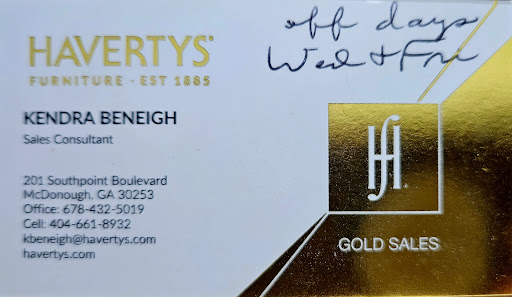 off days
Wed + Fri
HAVERTYS®
FURNITURE · EST 1885
KENDRA BENEIGH
Sales Consultant
201 Southpoint Boulevard
McDonough, GA 30253
Office: 678-432-5019
Cell: 404-661-8932
kbeneigh@havertys.com
havertys.com
H
GOLD SALES